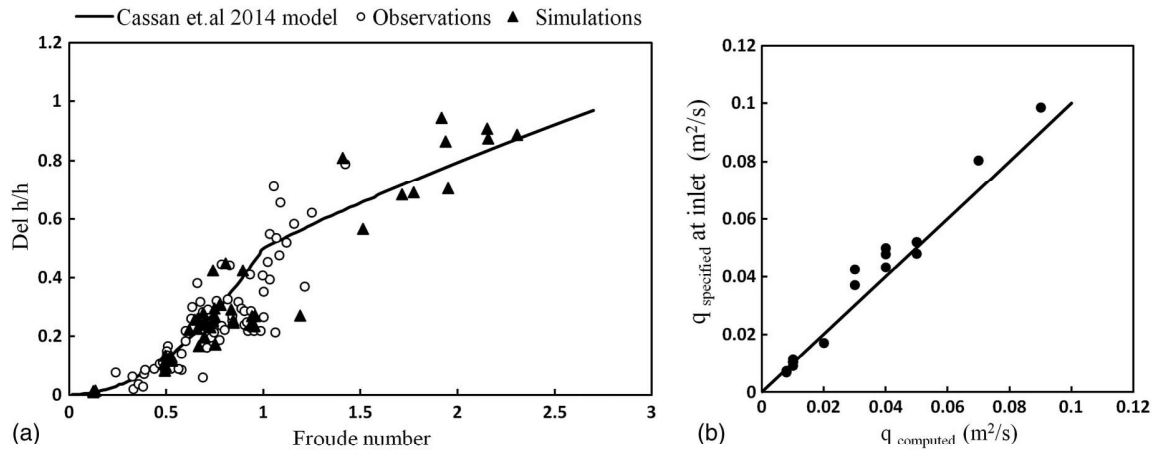 Cassan et.al 2014 model Observations Simulations
1.2
1
0.8
0.6
0.4
0.2
0
Del h/h
0 0.5 1 1.5 2 2.5 3
Froude number
(a)
0.12
0.1
0.08
0.06
0.04
0.02
0
q specified at inlet (m²/s)
0 0.02 0.04 0.06 0.08 0.1 0.12
q computed (m²/s)
(b)